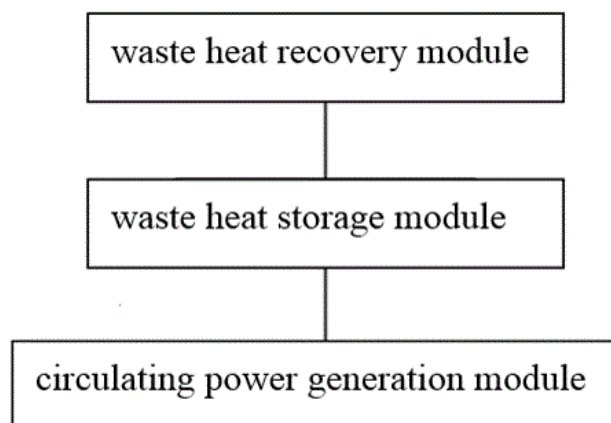 waste heat recovery module
waste heat storage module
circulating power generation module